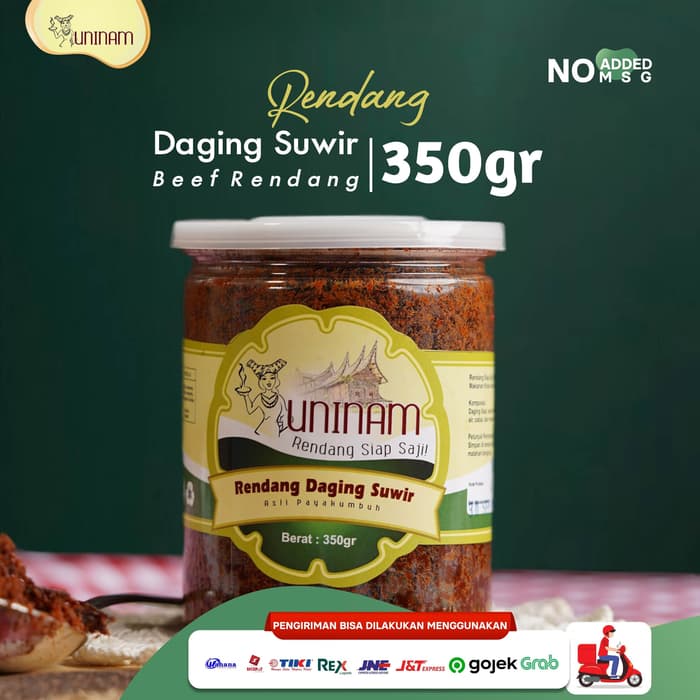 UNINAM
NO ADDED
MSG
Rendang
Daging Suwir
Beef Rendang
350gr
UNINAM
Rendang Siap Saji!
Rendang Daging Suwir
Asli Payakumbuh
Berat : 350gr
PENGIRIMAN BISA DILAKUKAN MENGGUNAKAN
TIKI REX JNE J&T EXPRESS gojek Grab